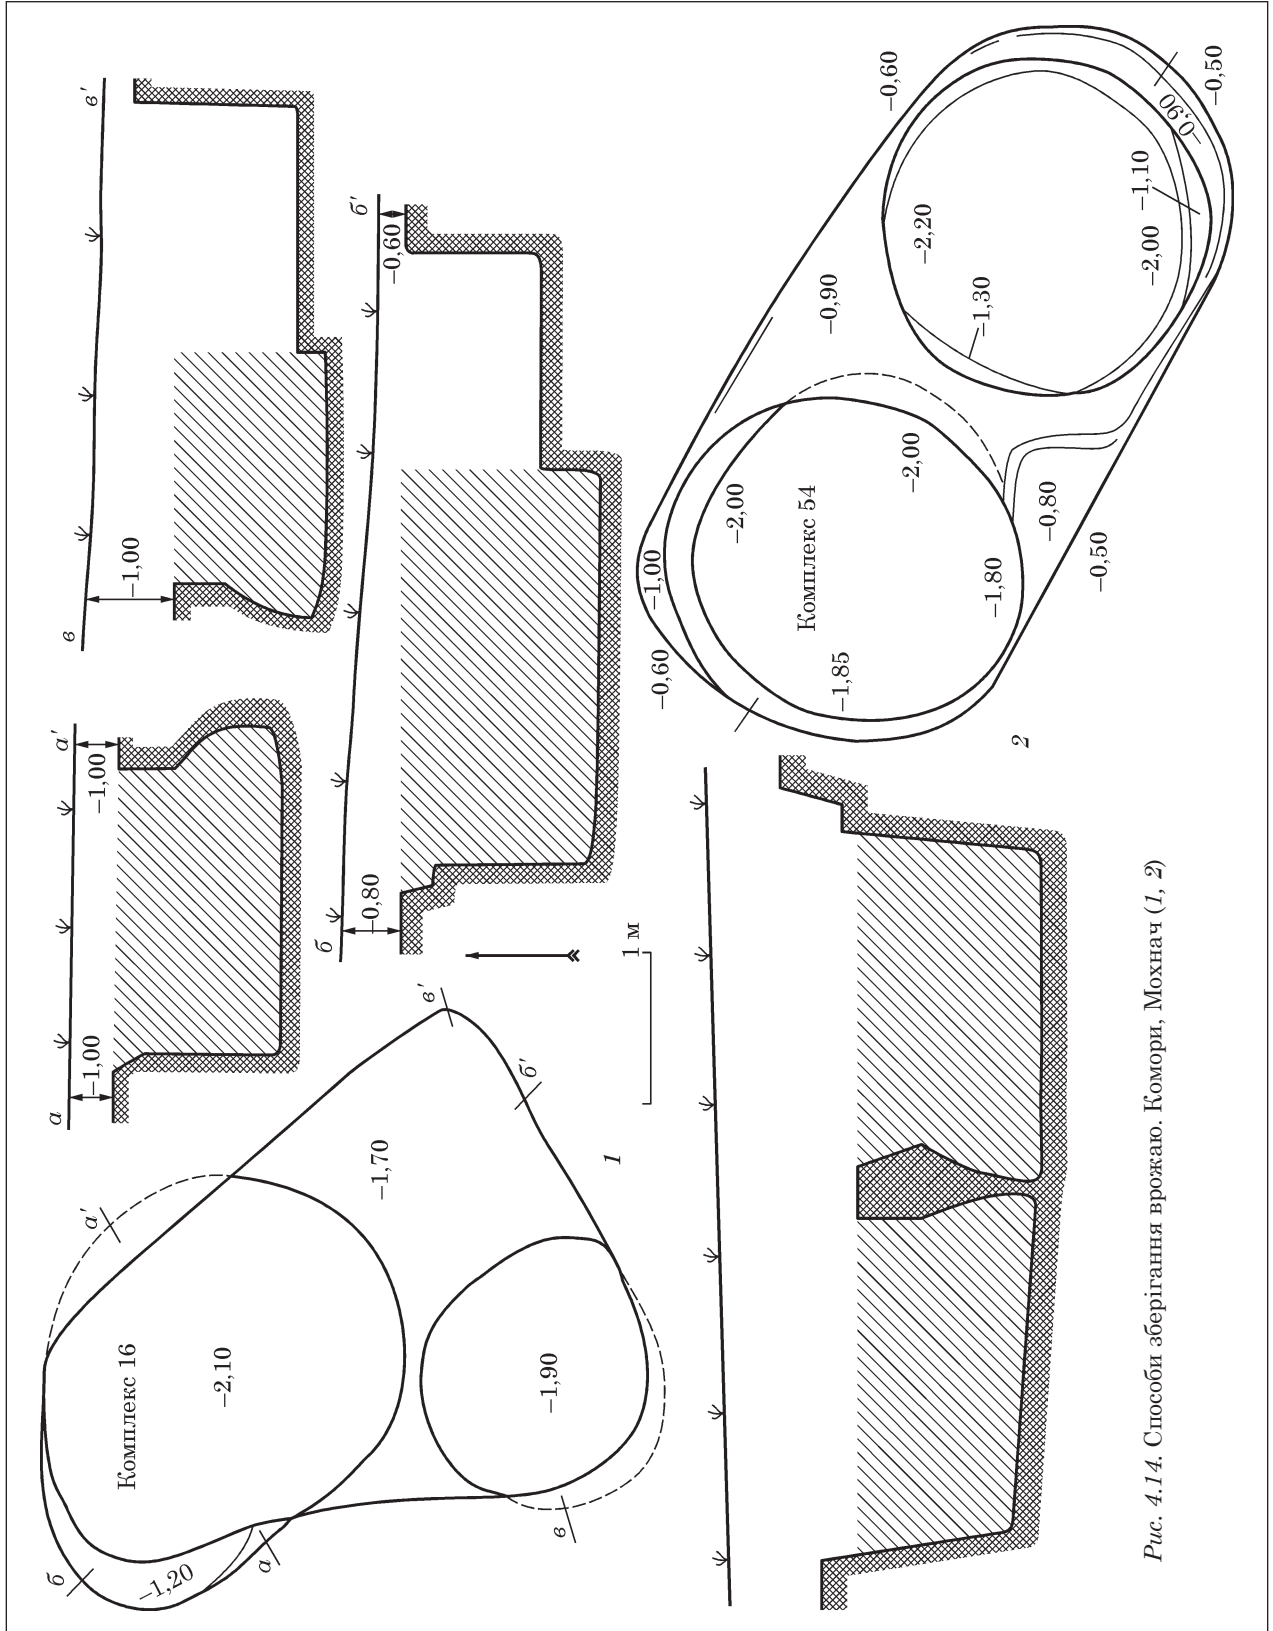 б
а
−1,00
а'
−1,00
в
−1,00
в'
а'
Комплекс 16
−1,20
−2,10
а
б
−0,80
б'
−0,60
−1,70
в'
б'
−1,90
в
1
1 м
−0,60
−1,00
−2,00
Комплекс 54
−0,90
−1,85
−0,60
−2,00
−2,20
−1,80
−1,30
2
−0,80
−0,50
−1,10
−2,00
−0,90
−0,50
Рис. 4.14. Способи зберігання врожаю. Комори, Мохнач (1, 2)